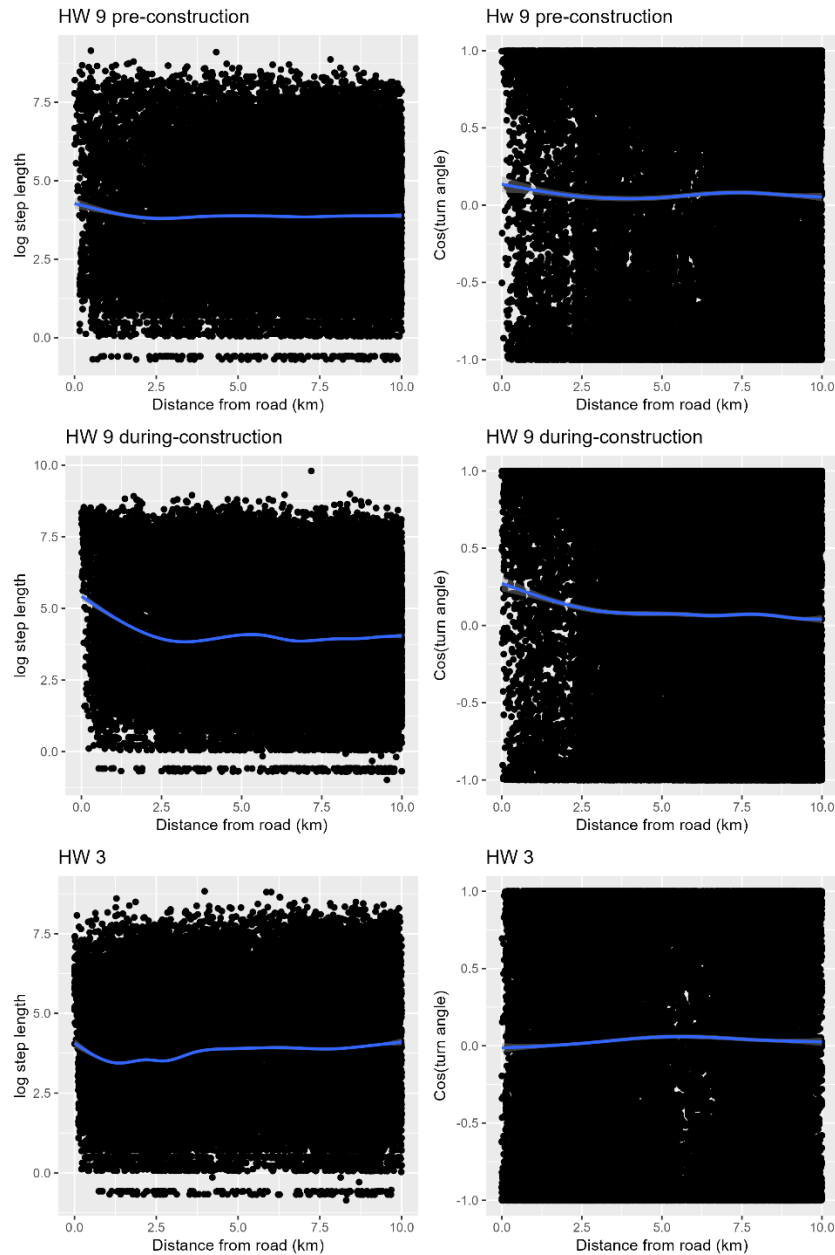 HW 9 pre-construction
7.5
5.0
2.5
0.0
log step length
0.0 2.5 5.0 7.5 10.0
Distance from road (km)
Hw 9 pre-construction
1.0
0.5
0.0
-0.5
-1.0
Cos(turn angle)
0.0 2.5 5.0 7.5 10.0
Distance from road (km)
HW 9 during-construction
10.0
7.5
5.0
2.5
0.0
log step length
0.0 2.5 5.0 7.5 10.0
Distance from road (km)
HW 9 during-construction
1.0
0.5
0.0
-0.5
-1.0
Cos(turn angle)
0.0 2.5 5.0 7.5 10.0
Distance from road (km)
HW 3
7.5
5.0
2.5
0.0
log step length
0.0 2.5 5.0 7.5 10.0
Distance from road (km)
HW 3
1.0
0.5
0.0
-0.5
-1.0
Cos(turn angle)
0.0 2.5 5.0 7.5 10.0
Distance from road (km)